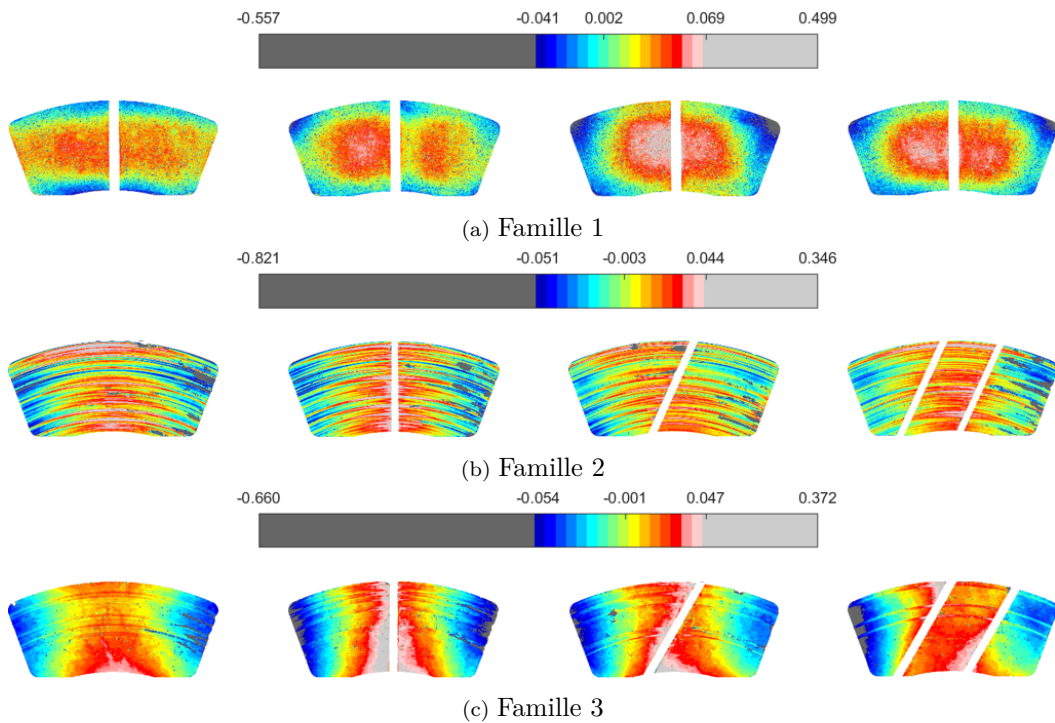 -0.557 -0.041 0.002 0.069 0.499
(a) Famille 1
-0.821 -0.051 -0.003 0.044 0.346
(b) Famille 2
-0.660 -0.054 -0.001 0.047 0.372
(c) Famille 3